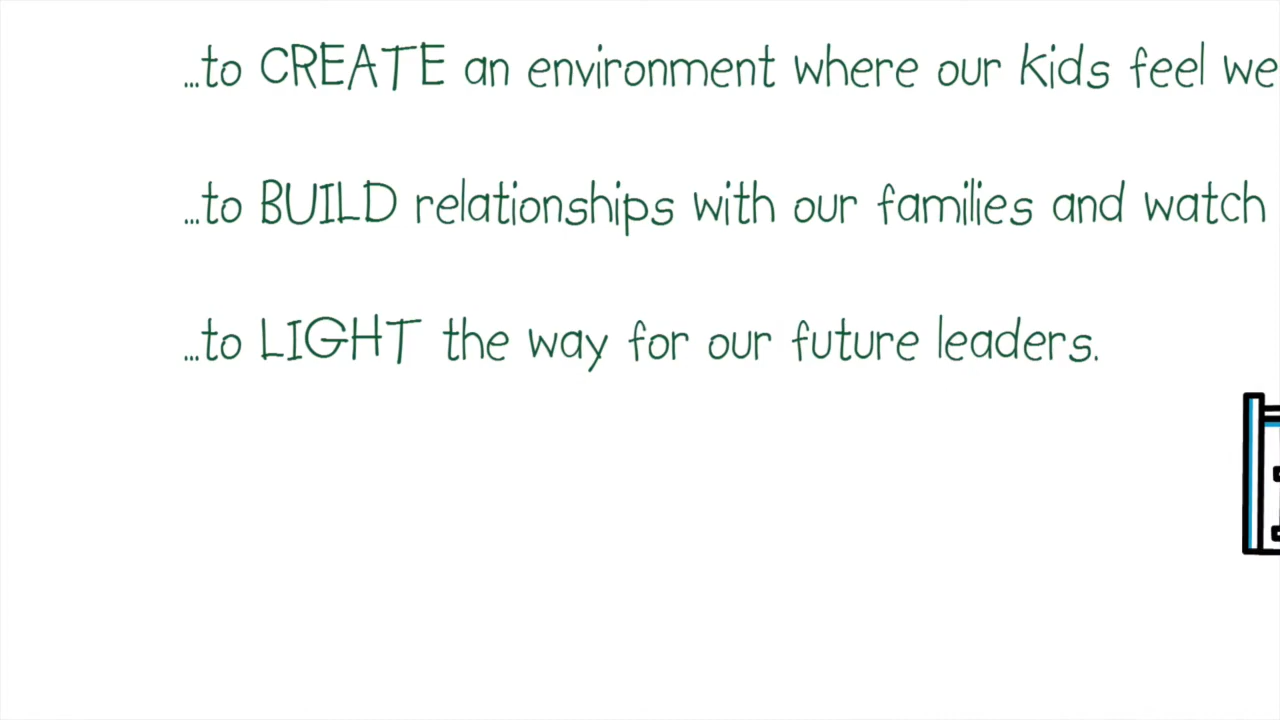 ...to CREATE an environment where our kids feel we
...to BUILD relationships with our families and watch
...to LIGHT the way for our future leaders.